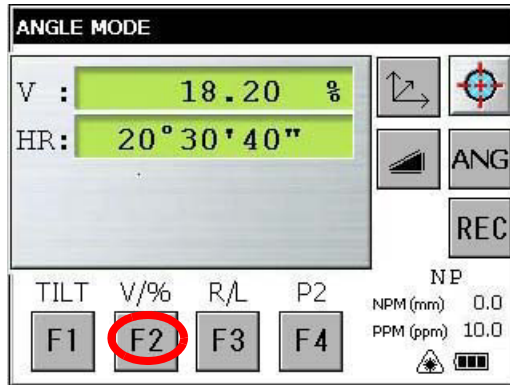 ANGLE MODE
V : 18.20 %
HR: 20°30'40"
ANG
REC
TILT V/% R/L P2
F1 F2 F3 F4
NP
NPM (mm) 0.0
PPM (ppm) 10.0